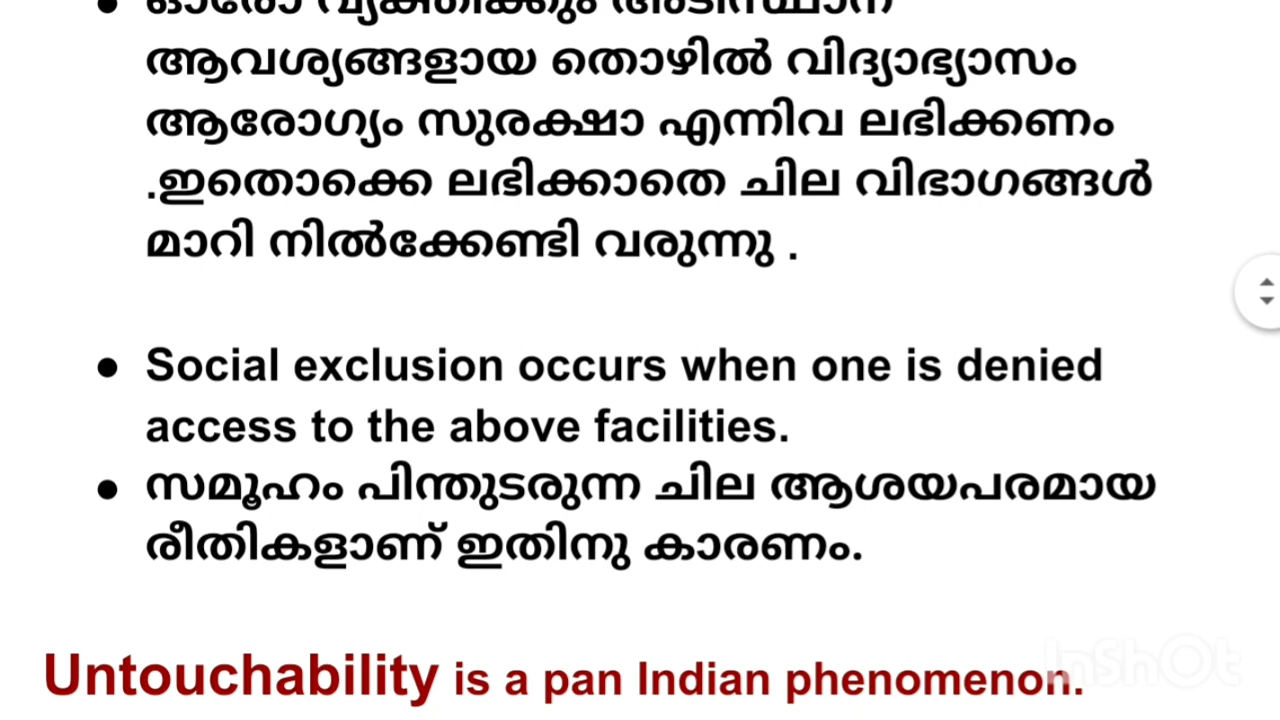 ● ഓരോ വ്യക്തിക്കും അടിസ്ഥാന
ആവശ്യങ്ങളായ തൊഴിൽ വിദ്യാഭ്യാസം
ആരോഗ്യം സുരക്ഷാ എന്നിവ ലഭിക്കണം
.ഇതൊക്കെ ലഭിക്കാതെ ചില വിഭാഗങ്ങൾ
മാറി നിൽക്കേണ്ടി വരുന്നു .
● Social exclusion occurs when one is denied
access to the above facilities.
● സമൂഹം പിന്തുടരുന്ന ചില ആശയപരമായ
രീതികളാണ് ഇതിനു കാരണം.
Untouchability is a pan Indian phenomenon.
InShOt